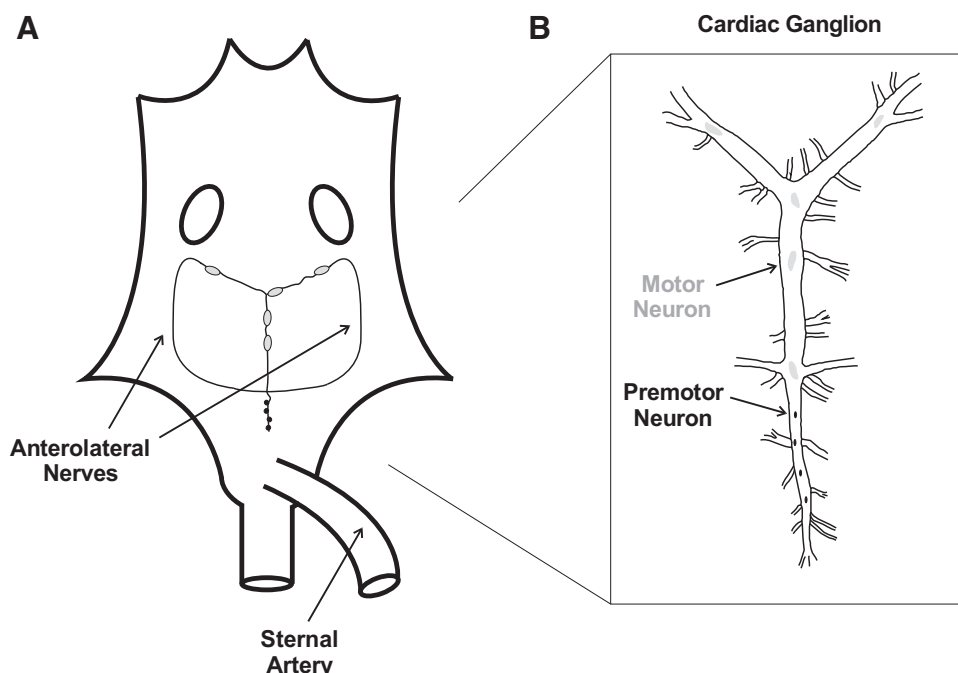 A
B
Cardiac Ganglion
Motor
Neuron
Premotor
Neuron
Anterolateral
Nerves
Sternal
Artery